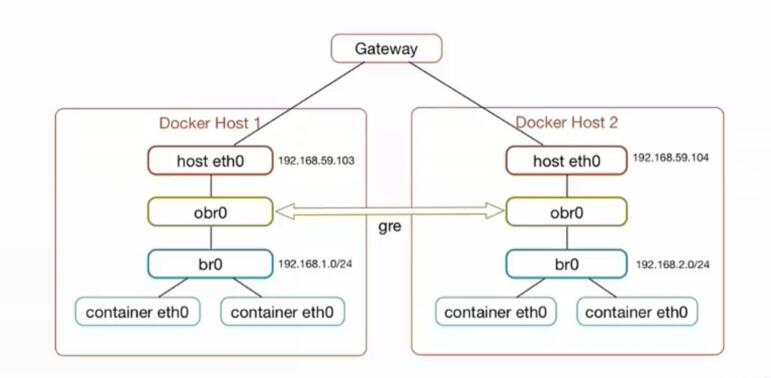 Gateway
Docker Host 1
Docker Host 2
host eth0
192.168.59.103
host eth0
192.168.59.104
obr0
obr0
gre
br0
192.168.1.0/24
br0
192.168.2.0/24
container eth0
container eth0
container eth0
container eth0